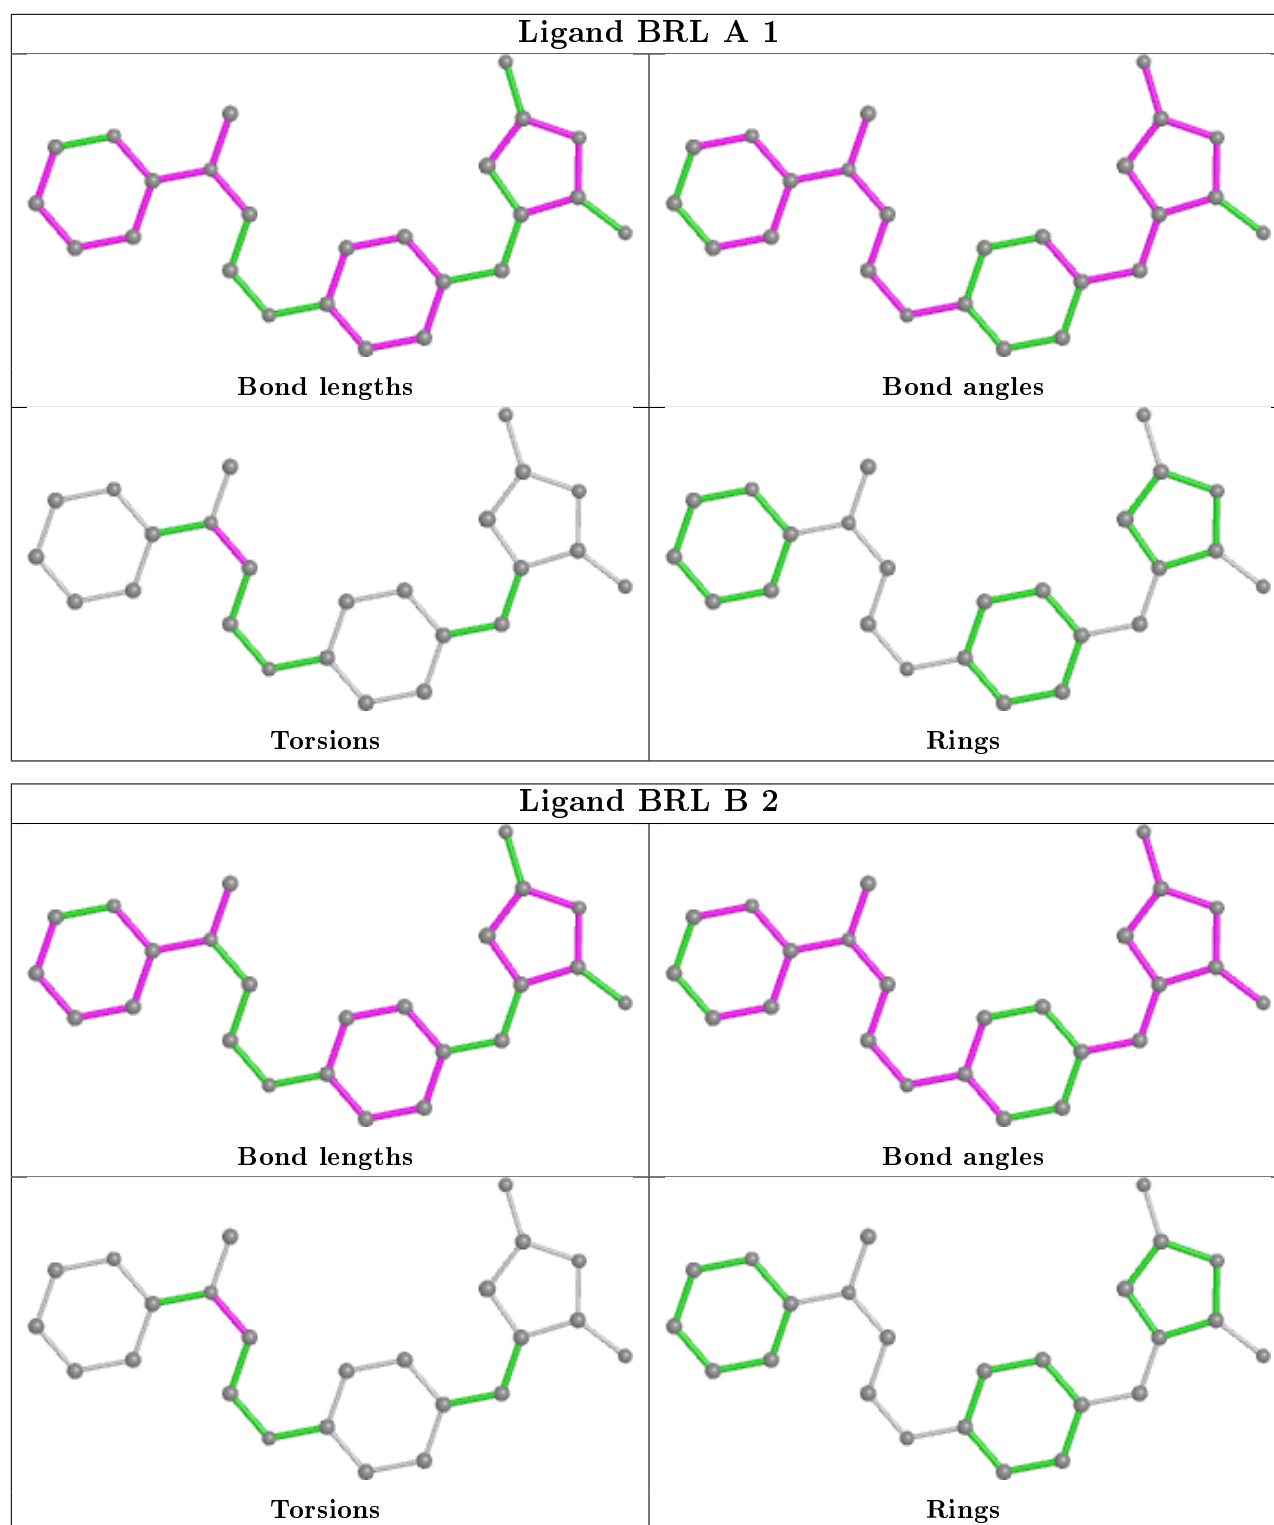 Ligand BRL A 1
Bond lengths
Bond angles
Torsions
Rings
Ligand BRL B 2
Bond lengths
Bond angles
Torsions
Rings